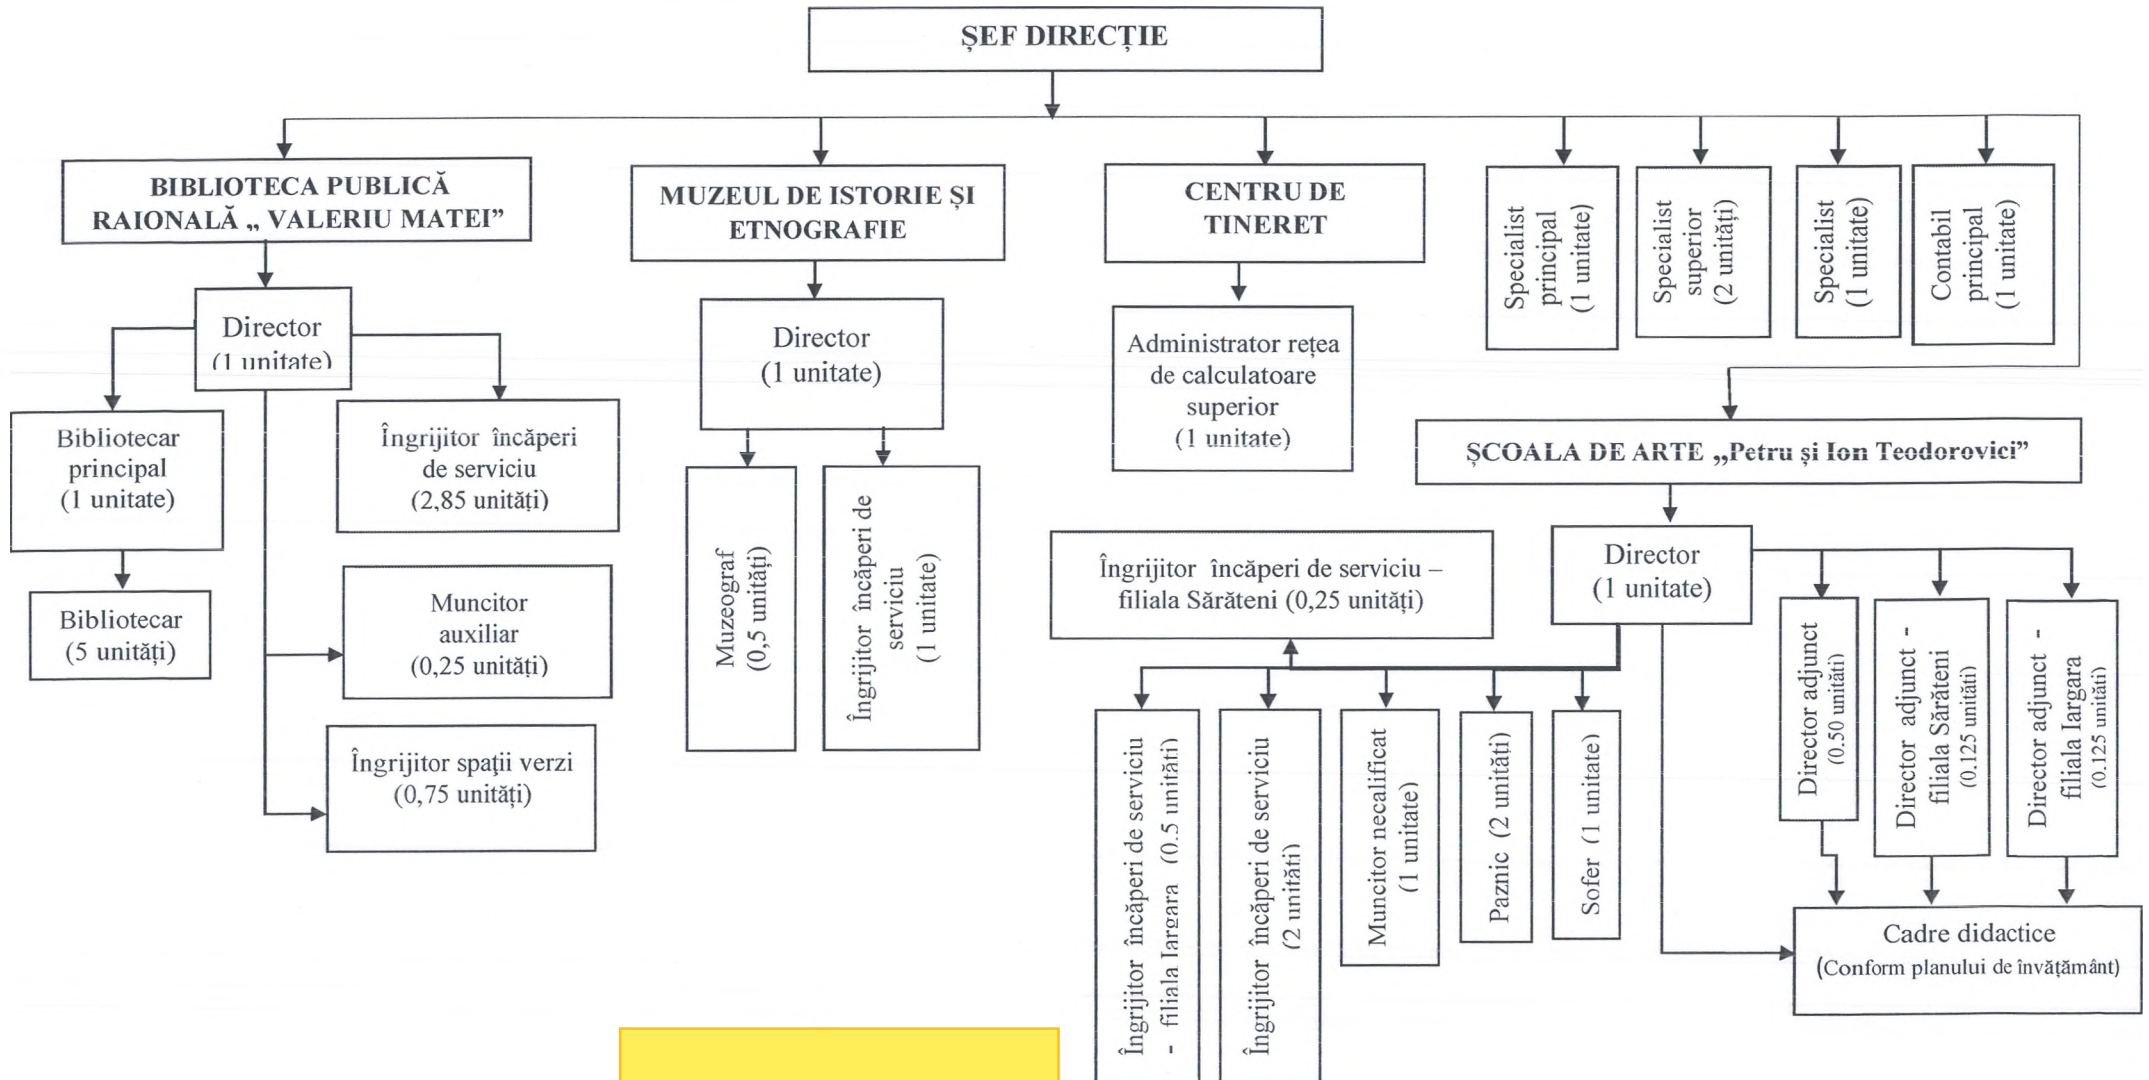 ȘEF DIRECȚIE
BIBLIOTECA PUBLICĂ
RAIONALĂ „ VALERIU MATEI”
MUZEUL DE ISTORIE ȘI
ETNOGRAFIE
CENTRU DE
TINERET
Specialist
principal
(1 unitate)
Specialist
superior
(2 unități)
Specialist
(1 unitate)
Contabil
principal
(1 unitate)
Director
(1 unitate)
Director
(1 unitate)
Administrator rețea
de calculatoare
superior
(1 unitate)
Bibliotecar
principal
(1 unitate)
Îngrijitor încăperi
de serviciu
(2,85 unități)
ȘCOALA DE ARTE „Petru și Ion Teodorovici”
Muzeograf
(0,5 unități)
Îngrijitor încăperi de
serviciu
(1 unitate)
Îngrijitor încăperi de serviciu –
filiala Sărăteni (0,25 unități)
Director
(1 unitate)
Bibliotecar
(5 unități)
Muncitor
auxiliar
(0,25 unități)
Director adjunct
(0.50 unităti)
Director adjunct -
filiala Sărăteni
(0.125 unităti)
Director adjunct -
filiala Iargara
(0.125 unităti)
Îngrijitor spații verzi
(0,75 unități)
Îngrijitor încăperi de serviciu
- filiala Iargara (0.5 unităti)
Îngrijitor încăperi de serviciu
(2 unităti)
Muncitor necalificat
(1 unitate)
Paznic (2 unități)
Sofer (1 unitate)
Cadre didactice
(Conform planului de învățământ)